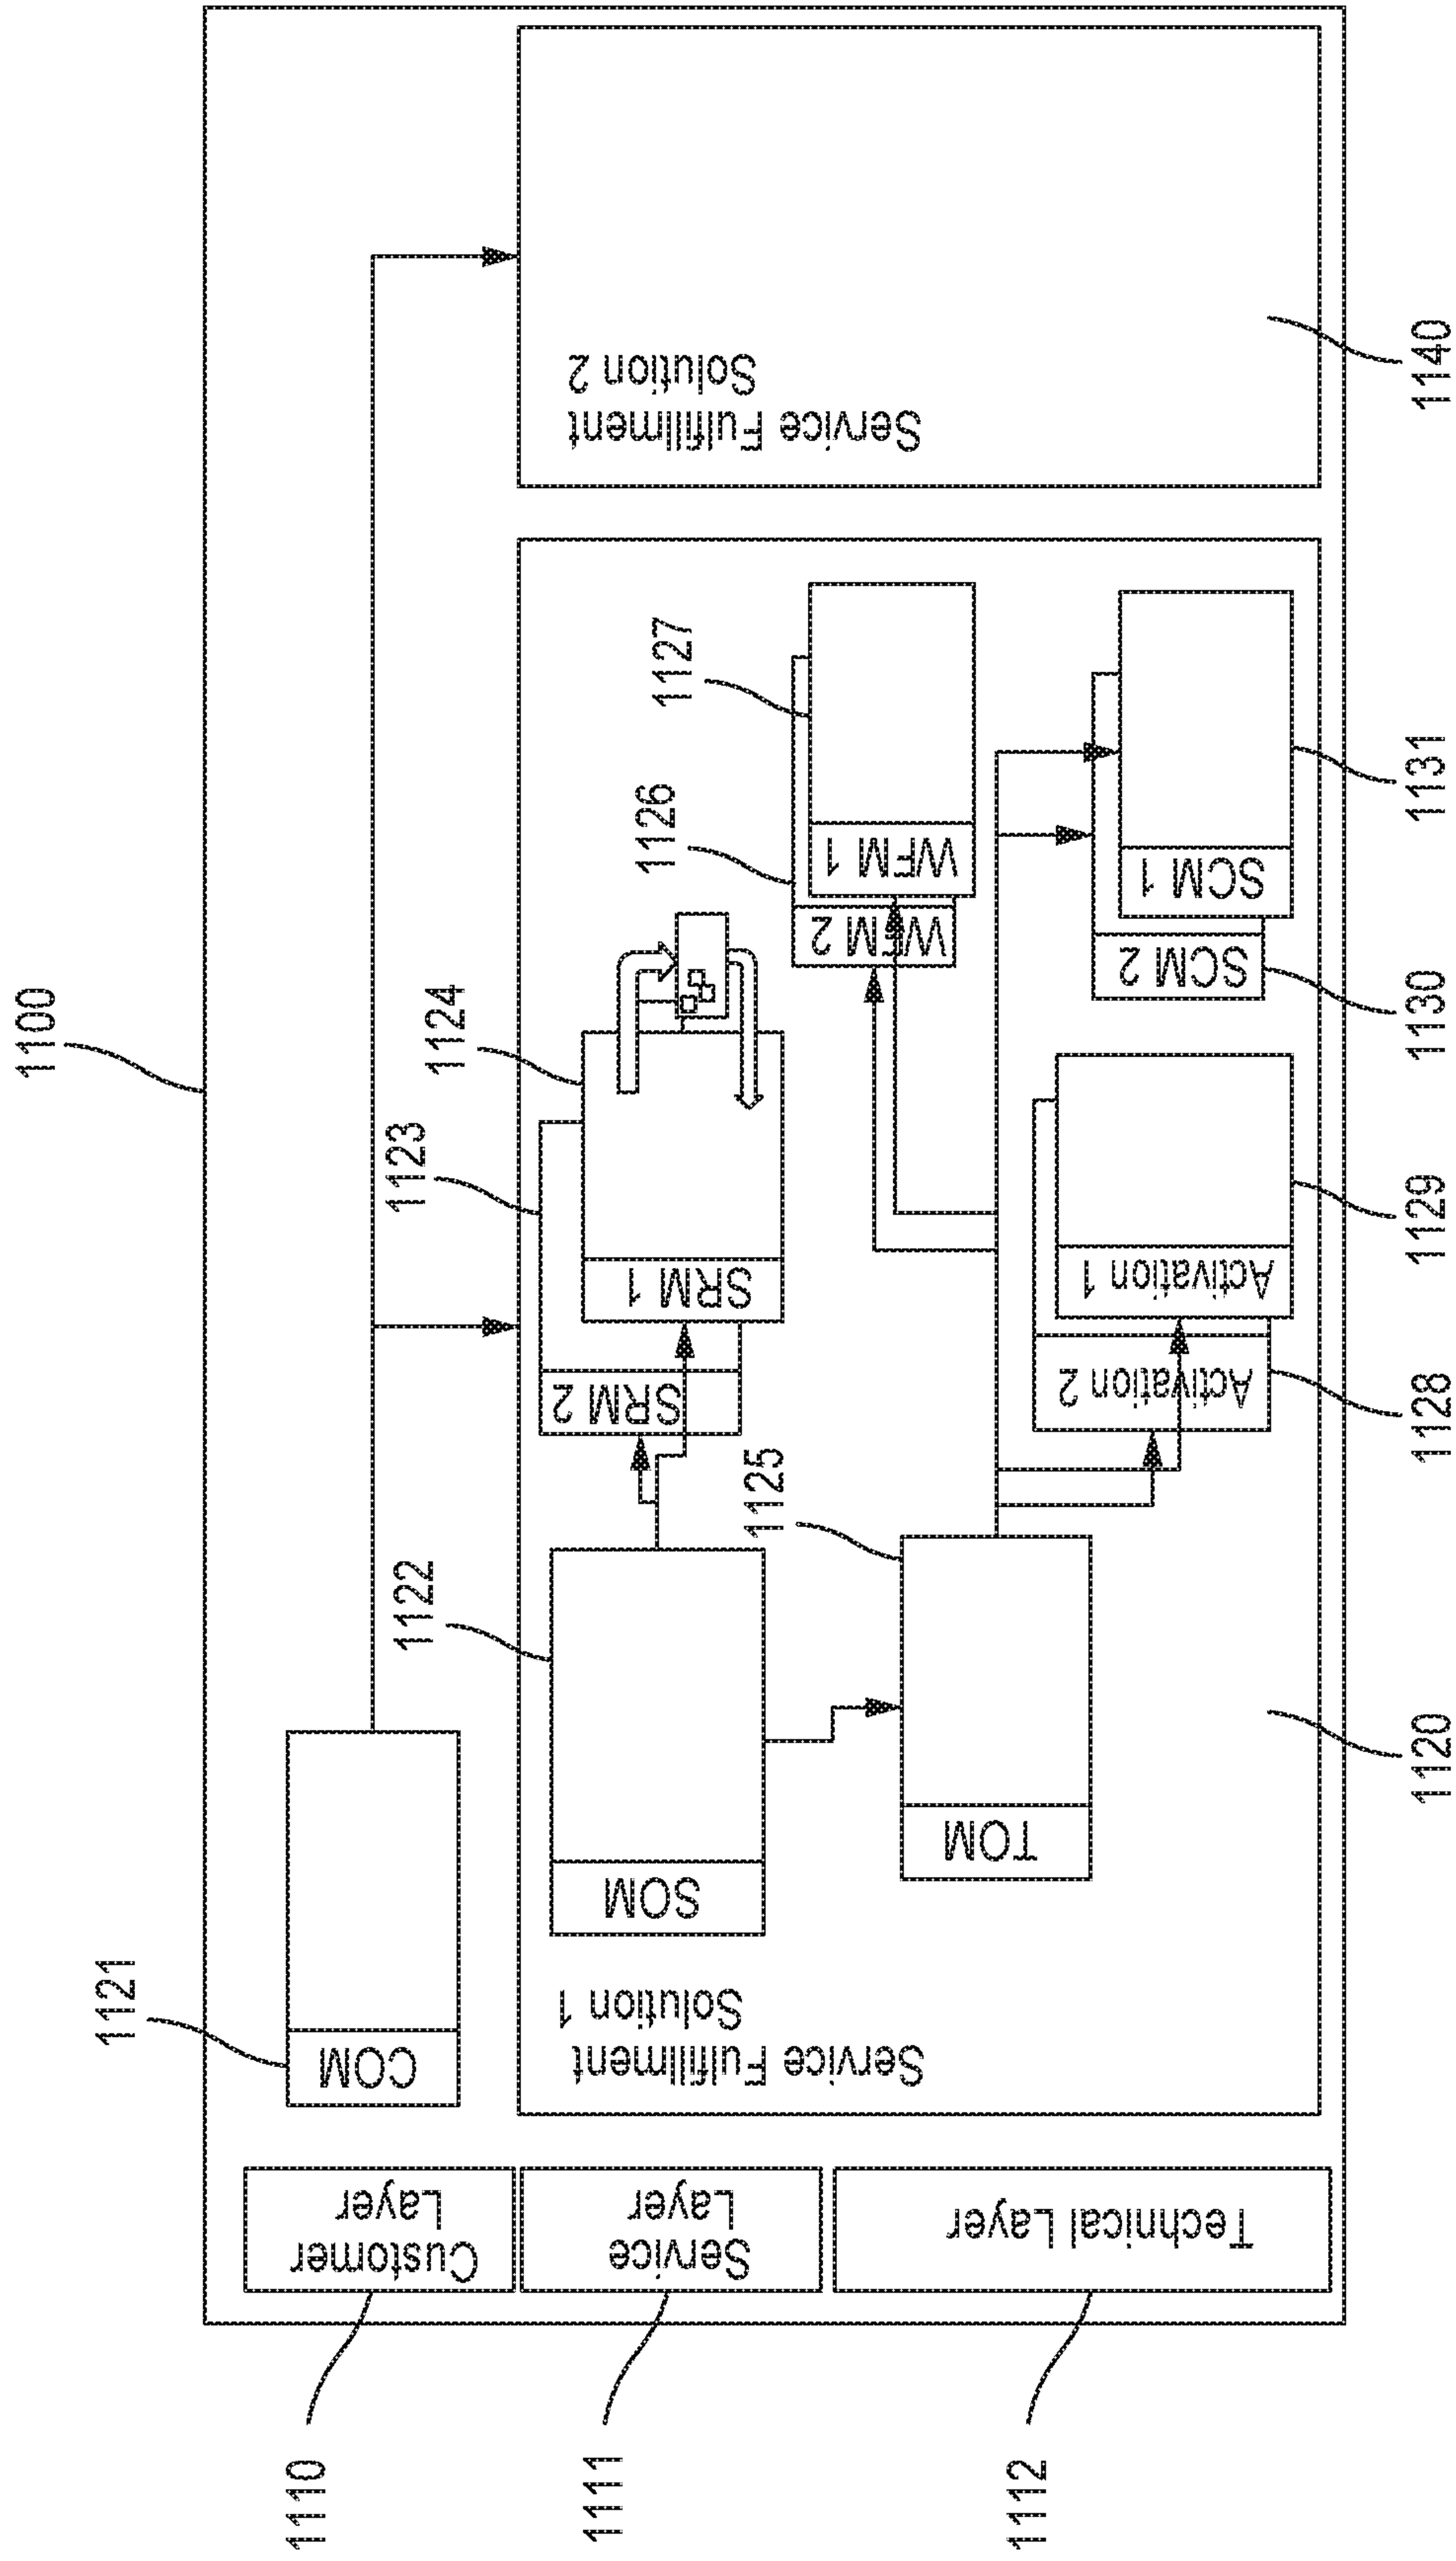 1100
1110
Customer
Layer
1111
Service
Layer
1112
Technical Layer
1121
COM
Service Fulfillment
Solution 1
1120
1122
SOM
1123
SRM 2
1124
SRM 1
1125
TOM
1126
WFM 2
1127
WFM 1
1128
Activation 2
1129
Activation 1
1130
SCM 2
1131
SCM 1
Service Fulfillment
Solution 2
1140